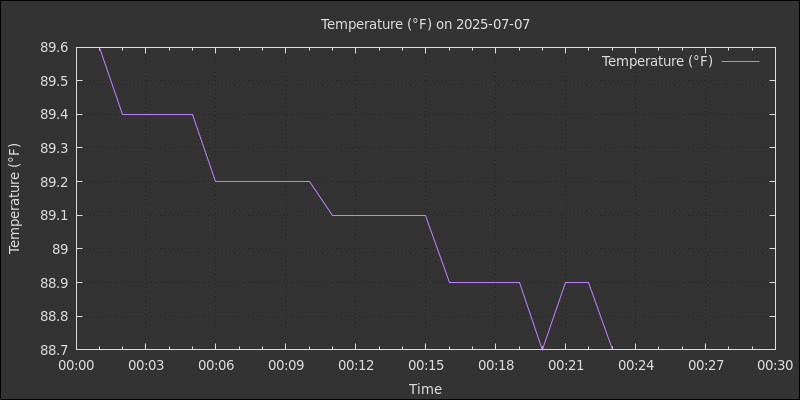 Temperature (°F) on 2025-07-07
Temperature (°F)
89.6
89.5
89.4
89.3
89.2
89.1
89
88.9
88.8
88.7
Temperature (°F)
00:00 00:03 00:06 00:09 00:12 00:15 00:18 00:21 00:24 00:27 00:30
Time